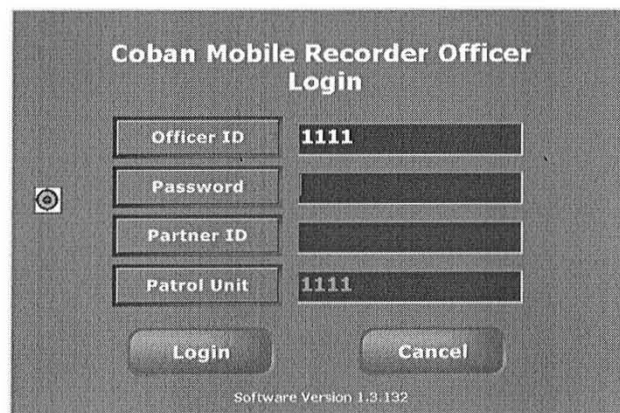 Coban Mobile Recorder Officer
Login
Officer ID 1111
Password
Partner ID
Patrol Unit 1111
Login Cancel
Software Version 1.3.132